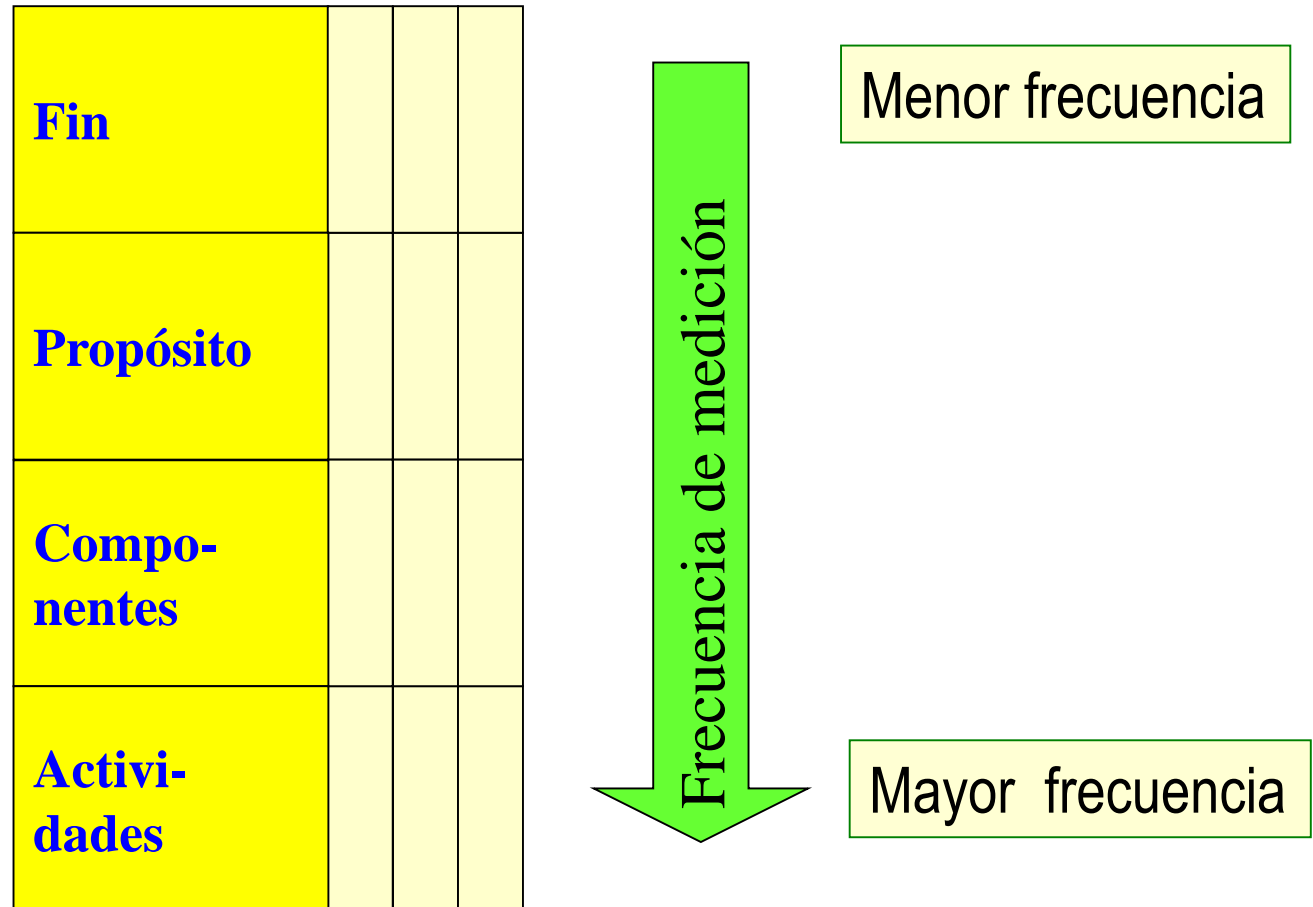 Fin
Menor frecuencia
Propósito
Frecuencia de medición
Compo-
nentes
Activi-
dades
Mayor frecuencia